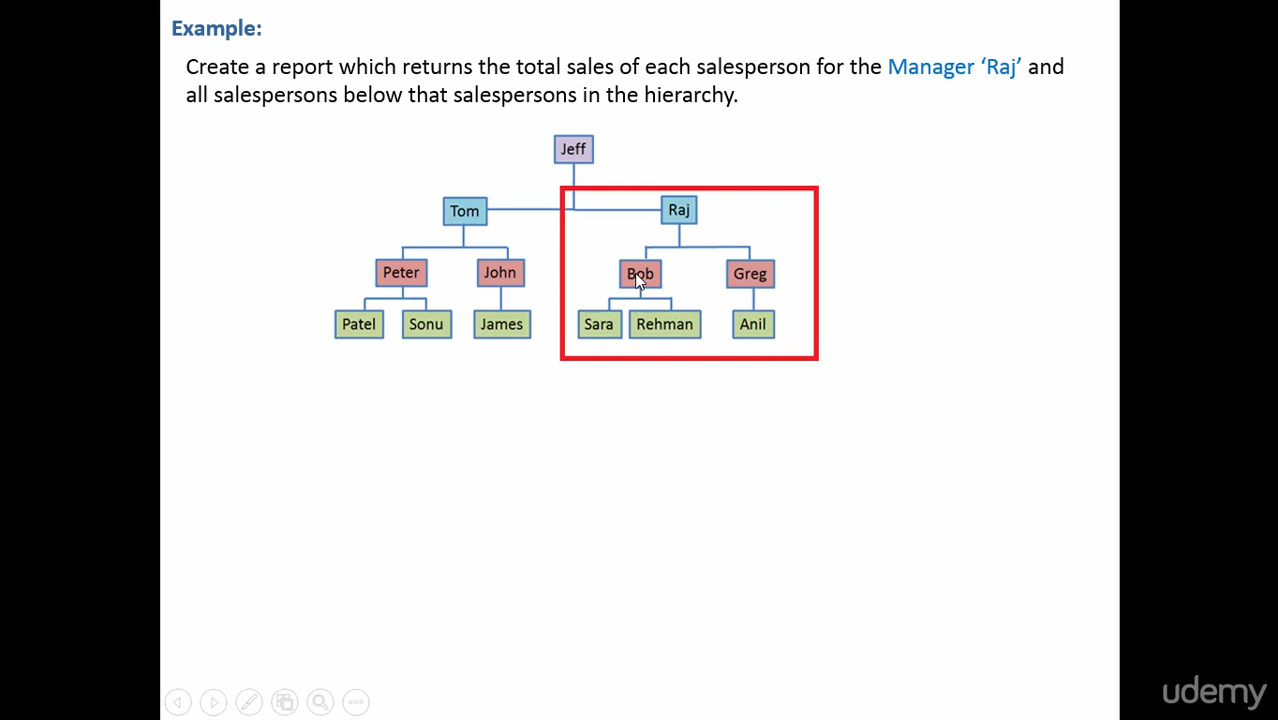 Example:
Create a report which returns the total sales of each salesperson for the Manager ‘Raj’ and
all salespersons below that salespersons in the hierarchy.
Jeff
Tom
Raj
Peter
John
Bob
Greg
Patel
Sonu
James
Sara
Rehman
Anil
udemy